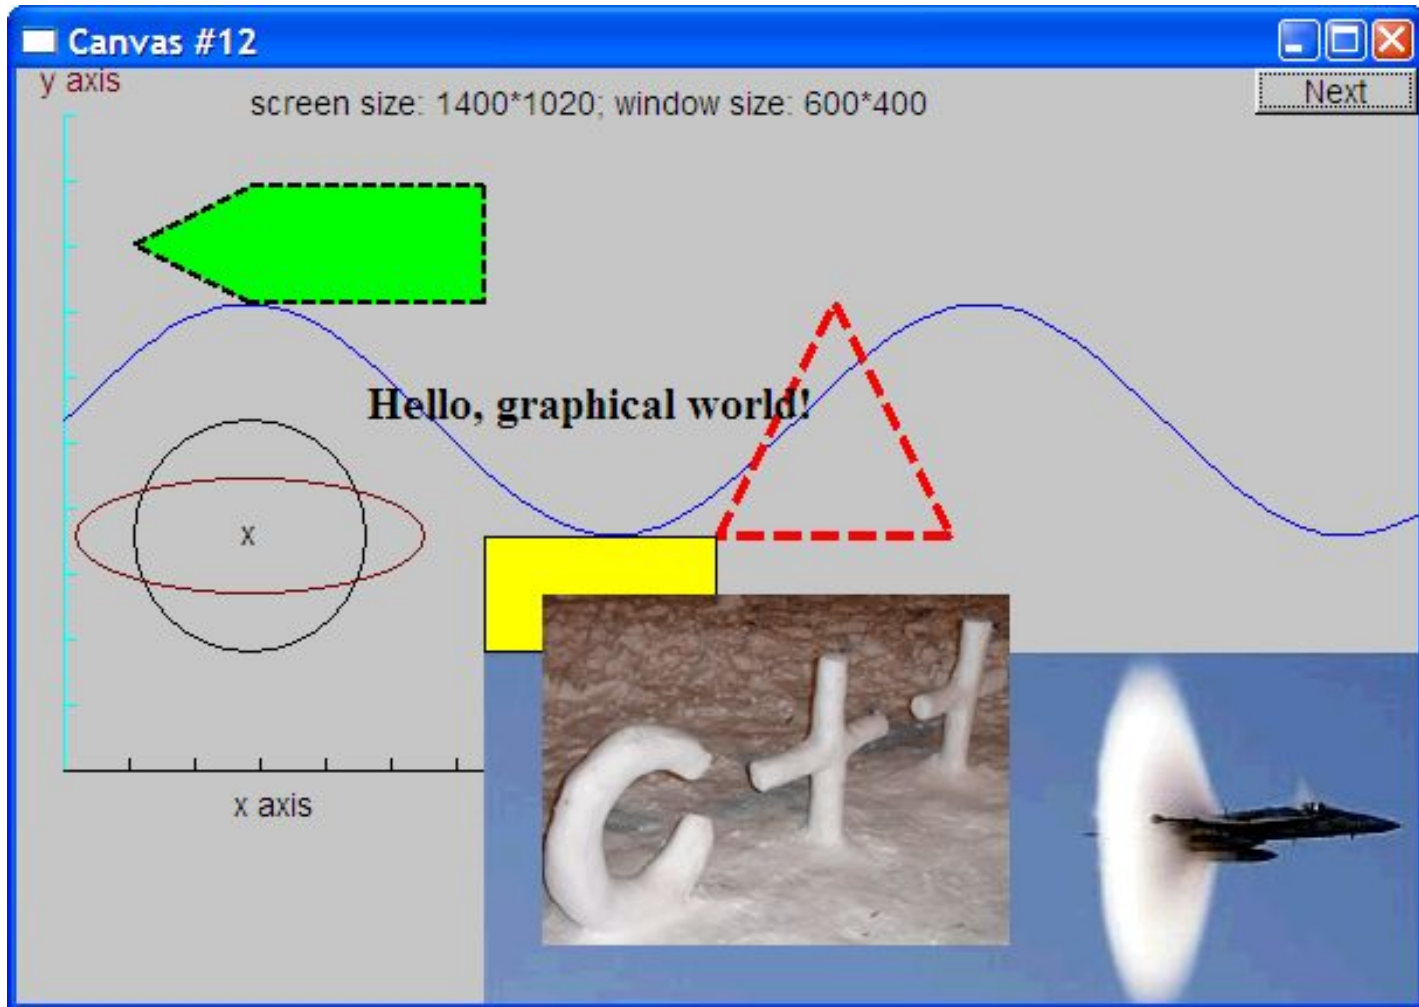 Canvas #12
y axis
screen size: 1400*1020; window size: 600*400
Next
Hello, graphical world!
x
C++
x axis